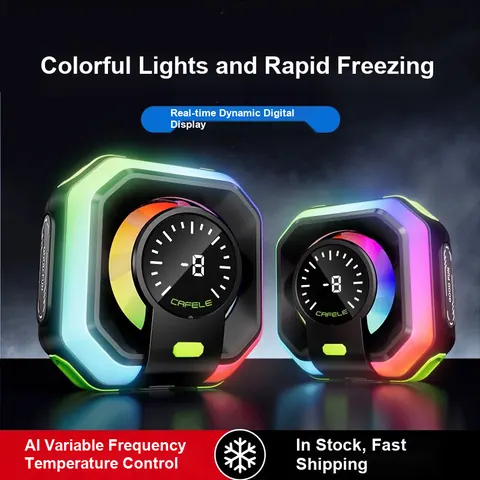 Colorful Lights and Rapid Freezing
Real-time Dynamic Digital
Display
-8
CAFELE
-8
CAFELE
AI Variable Frequency
Temperature Control
In Stock, Fast
Shipping